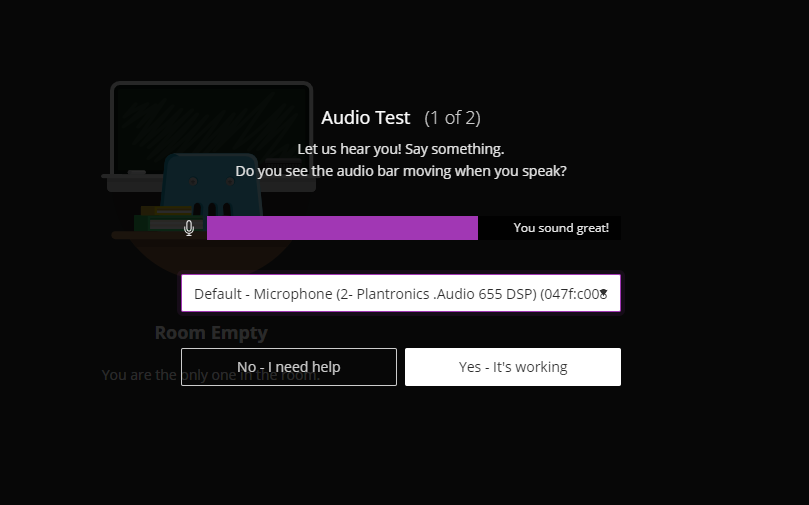 Audio Test (1 of 2)
Let us hear you! Say something.
Do you see the audio bar moving when you speak?
You sound great!
Default - Microphone (2- Plantronics .Audio 655 DSP) (047f:c008
Room Empty
No - I need help
Yes - It's working
You are the only one in the room.